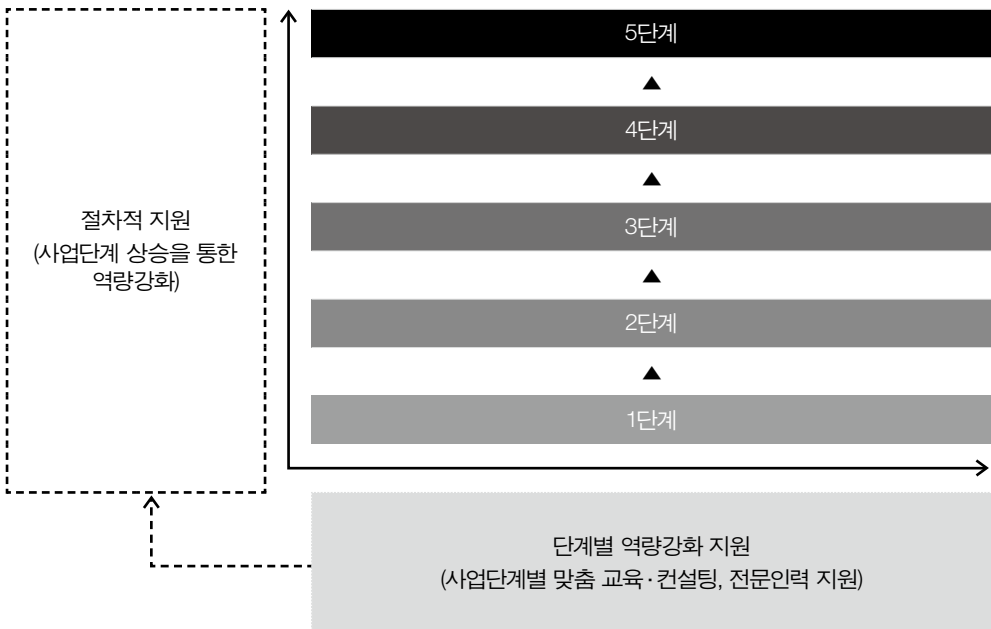 5단계
▲
4단계
▲
3단계
▲
2단계
▲
1단계
절차적 지원
(사업단계 상승을 통한
역량강화)
단계별 역량강화 지원
(사업단계별 맞춤 교육·컨설팅, 전문인력 지원)